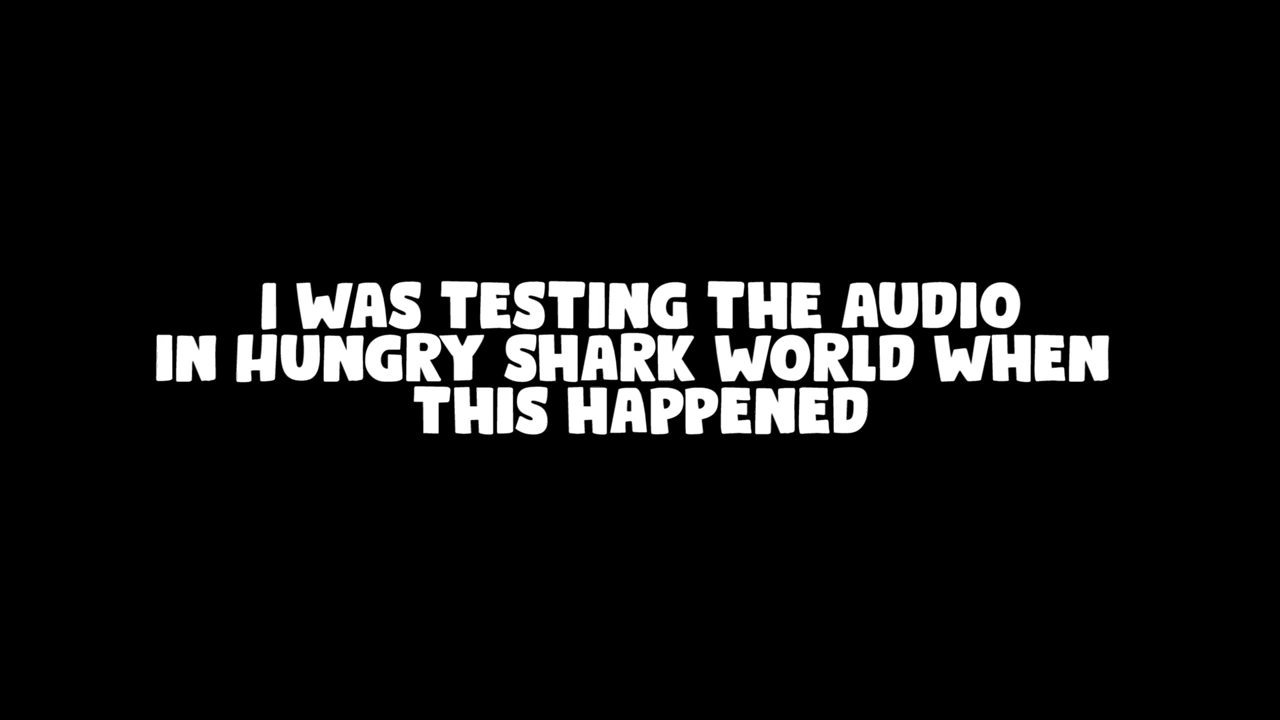 I WAS TESTING THE AUDIO
IN HUNGRY SHARK WORLD WHEN
THIS HAPPENED